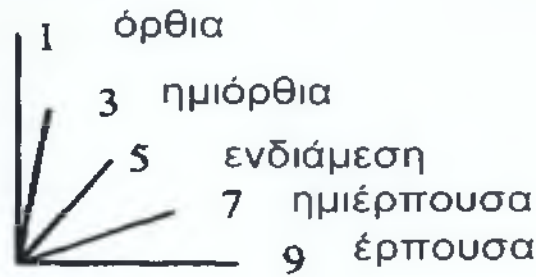 1 όρθια
3 ημιόρθια
5 ενδιάμεση
7 ημιέρπουσα
9 έρπουσα